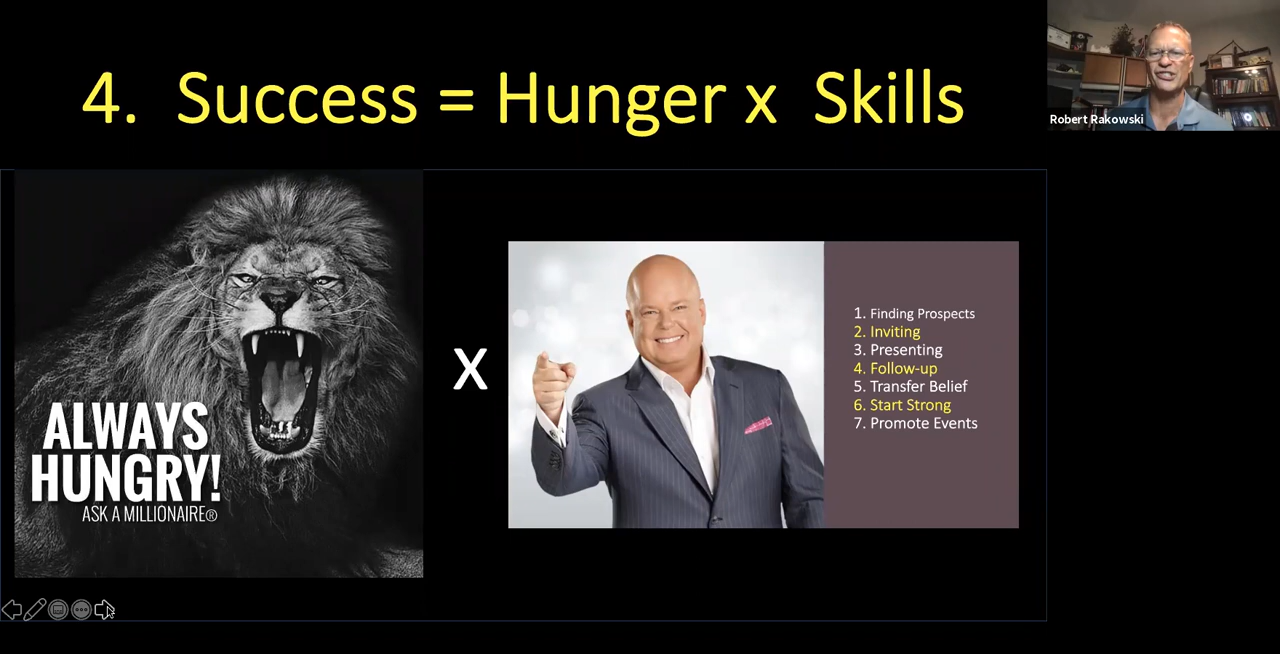 4. Success = Hunger x Skills
Robert Rakowski
ALWAYS
HUNGRY!
ASK A MILLIONAIRE®
X
1. Finding Prospects
2. Inviting
3. Presenting
4. Follow-up
5. Transfer Belief
6. Start Strong
7. Promote Events